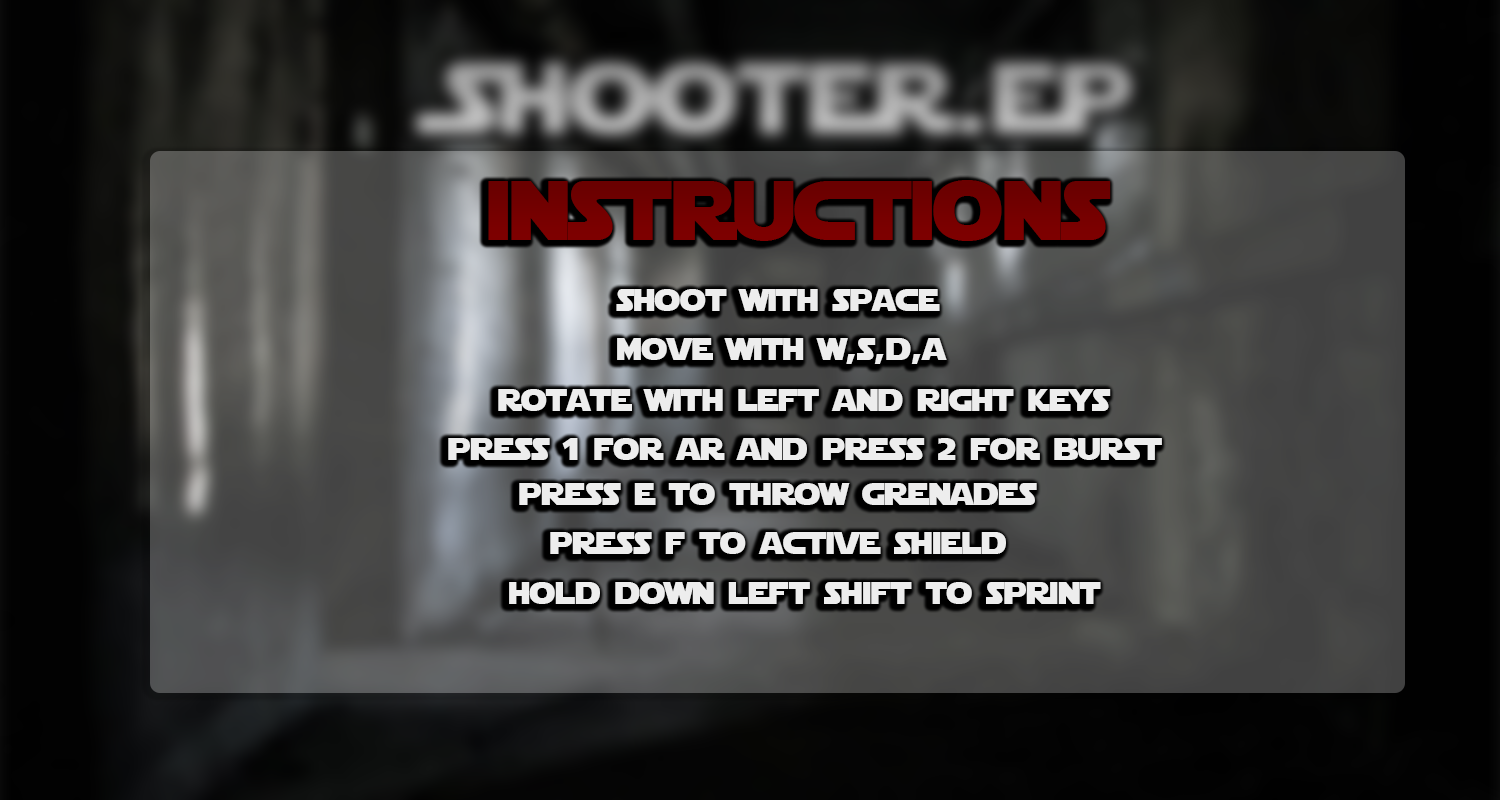 SHOOTER.EP
INSTRUCTIONS
SHOOT WITH SPACE
MOVE WITH W,S,D,A
ROTATE WITH LEFT AND RIGHT KEYS
PRESS 1 FOR AR AND PRESS 2 FOR BURST
PRESS E TO THROW GRENADES
PRESS F TO ACTIVE SHIELD
HOLD DOWN LEFT SHIFT TO SPRINT